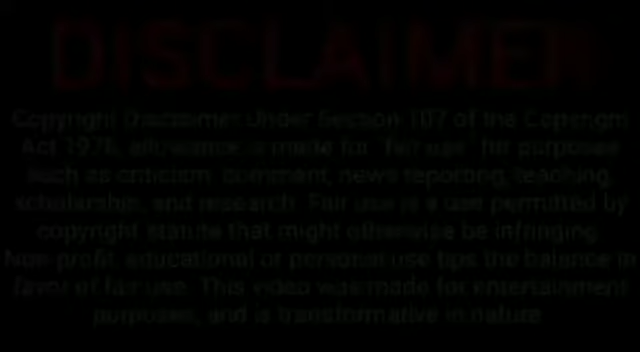 DISCLAIMER
Copyright Disclaimer Under Section 107 of the Copyright
Act 1976, allowance is made for "fair use" for purposes
such as criticism, comment, news reporting, teaching,
scholarship, and research. Fair use is a use permitted by
copyright statute that might otherwise be infringing.
Non-profit, educational or personal use tips the balance in
favor of fair use. This video was made for entertainment
purposes, and is transformative in nature